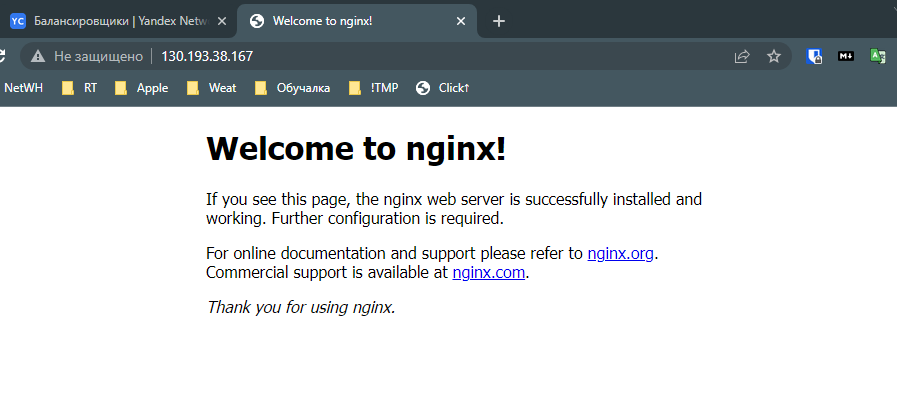 YC Балансировщики | Yandex Netw
Welcome to nginx!
Не защищено 130.193.38.167
NetWH RT Apple Weat Обучалка !TMP Click↑
Welcome to nginx!
If you see this page, the nginx web server is successfully installed and
working. Further configuration is required.
For online documentation and support please refer to nginx.org.
Commercial support is available at nginx.com.
Thank you for using nginx.